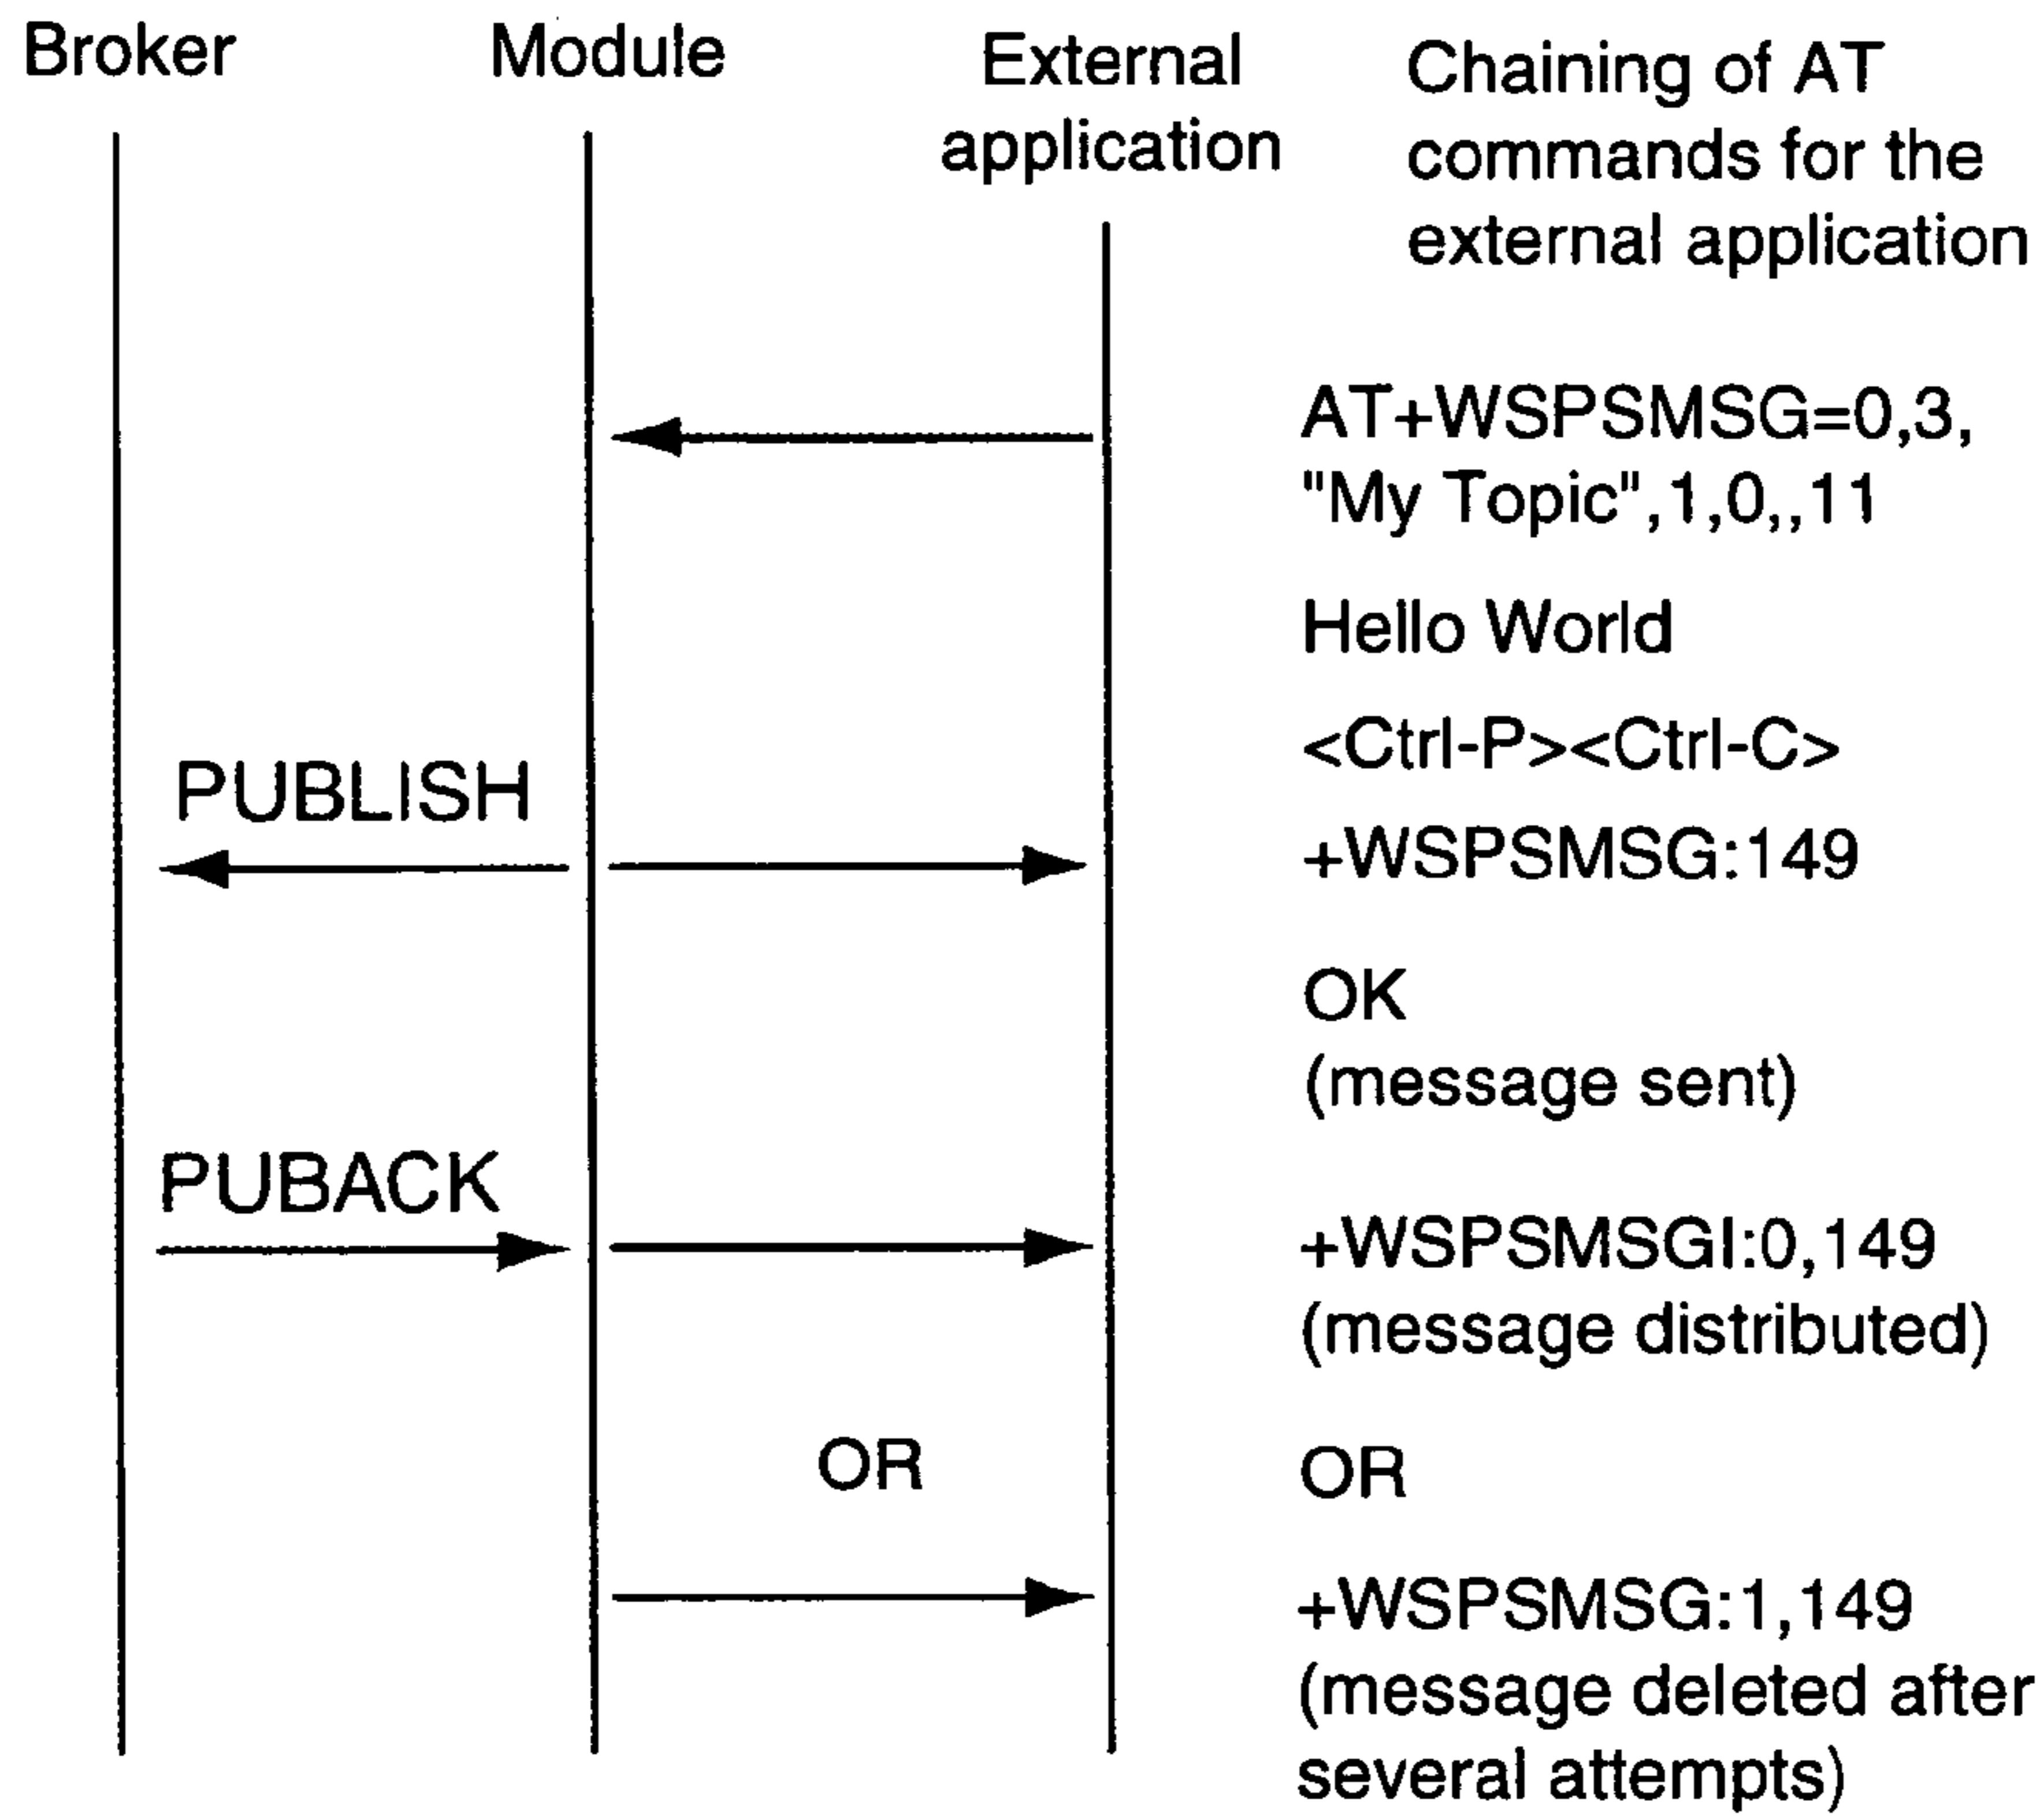 Broker
Module
External
application
Chaining of AT
commands for the
external application
AT+WSPSMSG=0,3,
"My Topic",1,0,,11
Hello World
<Ctrl-P><Ctrl-C>
PUBLISH
+WSPSMSG:149
OK
(message sent)
PUBACK
+WSPSMSGI:0,149
(message distributed)
OR
OR
+WSPSMSG:1,149
(message deleted after
several attempts)